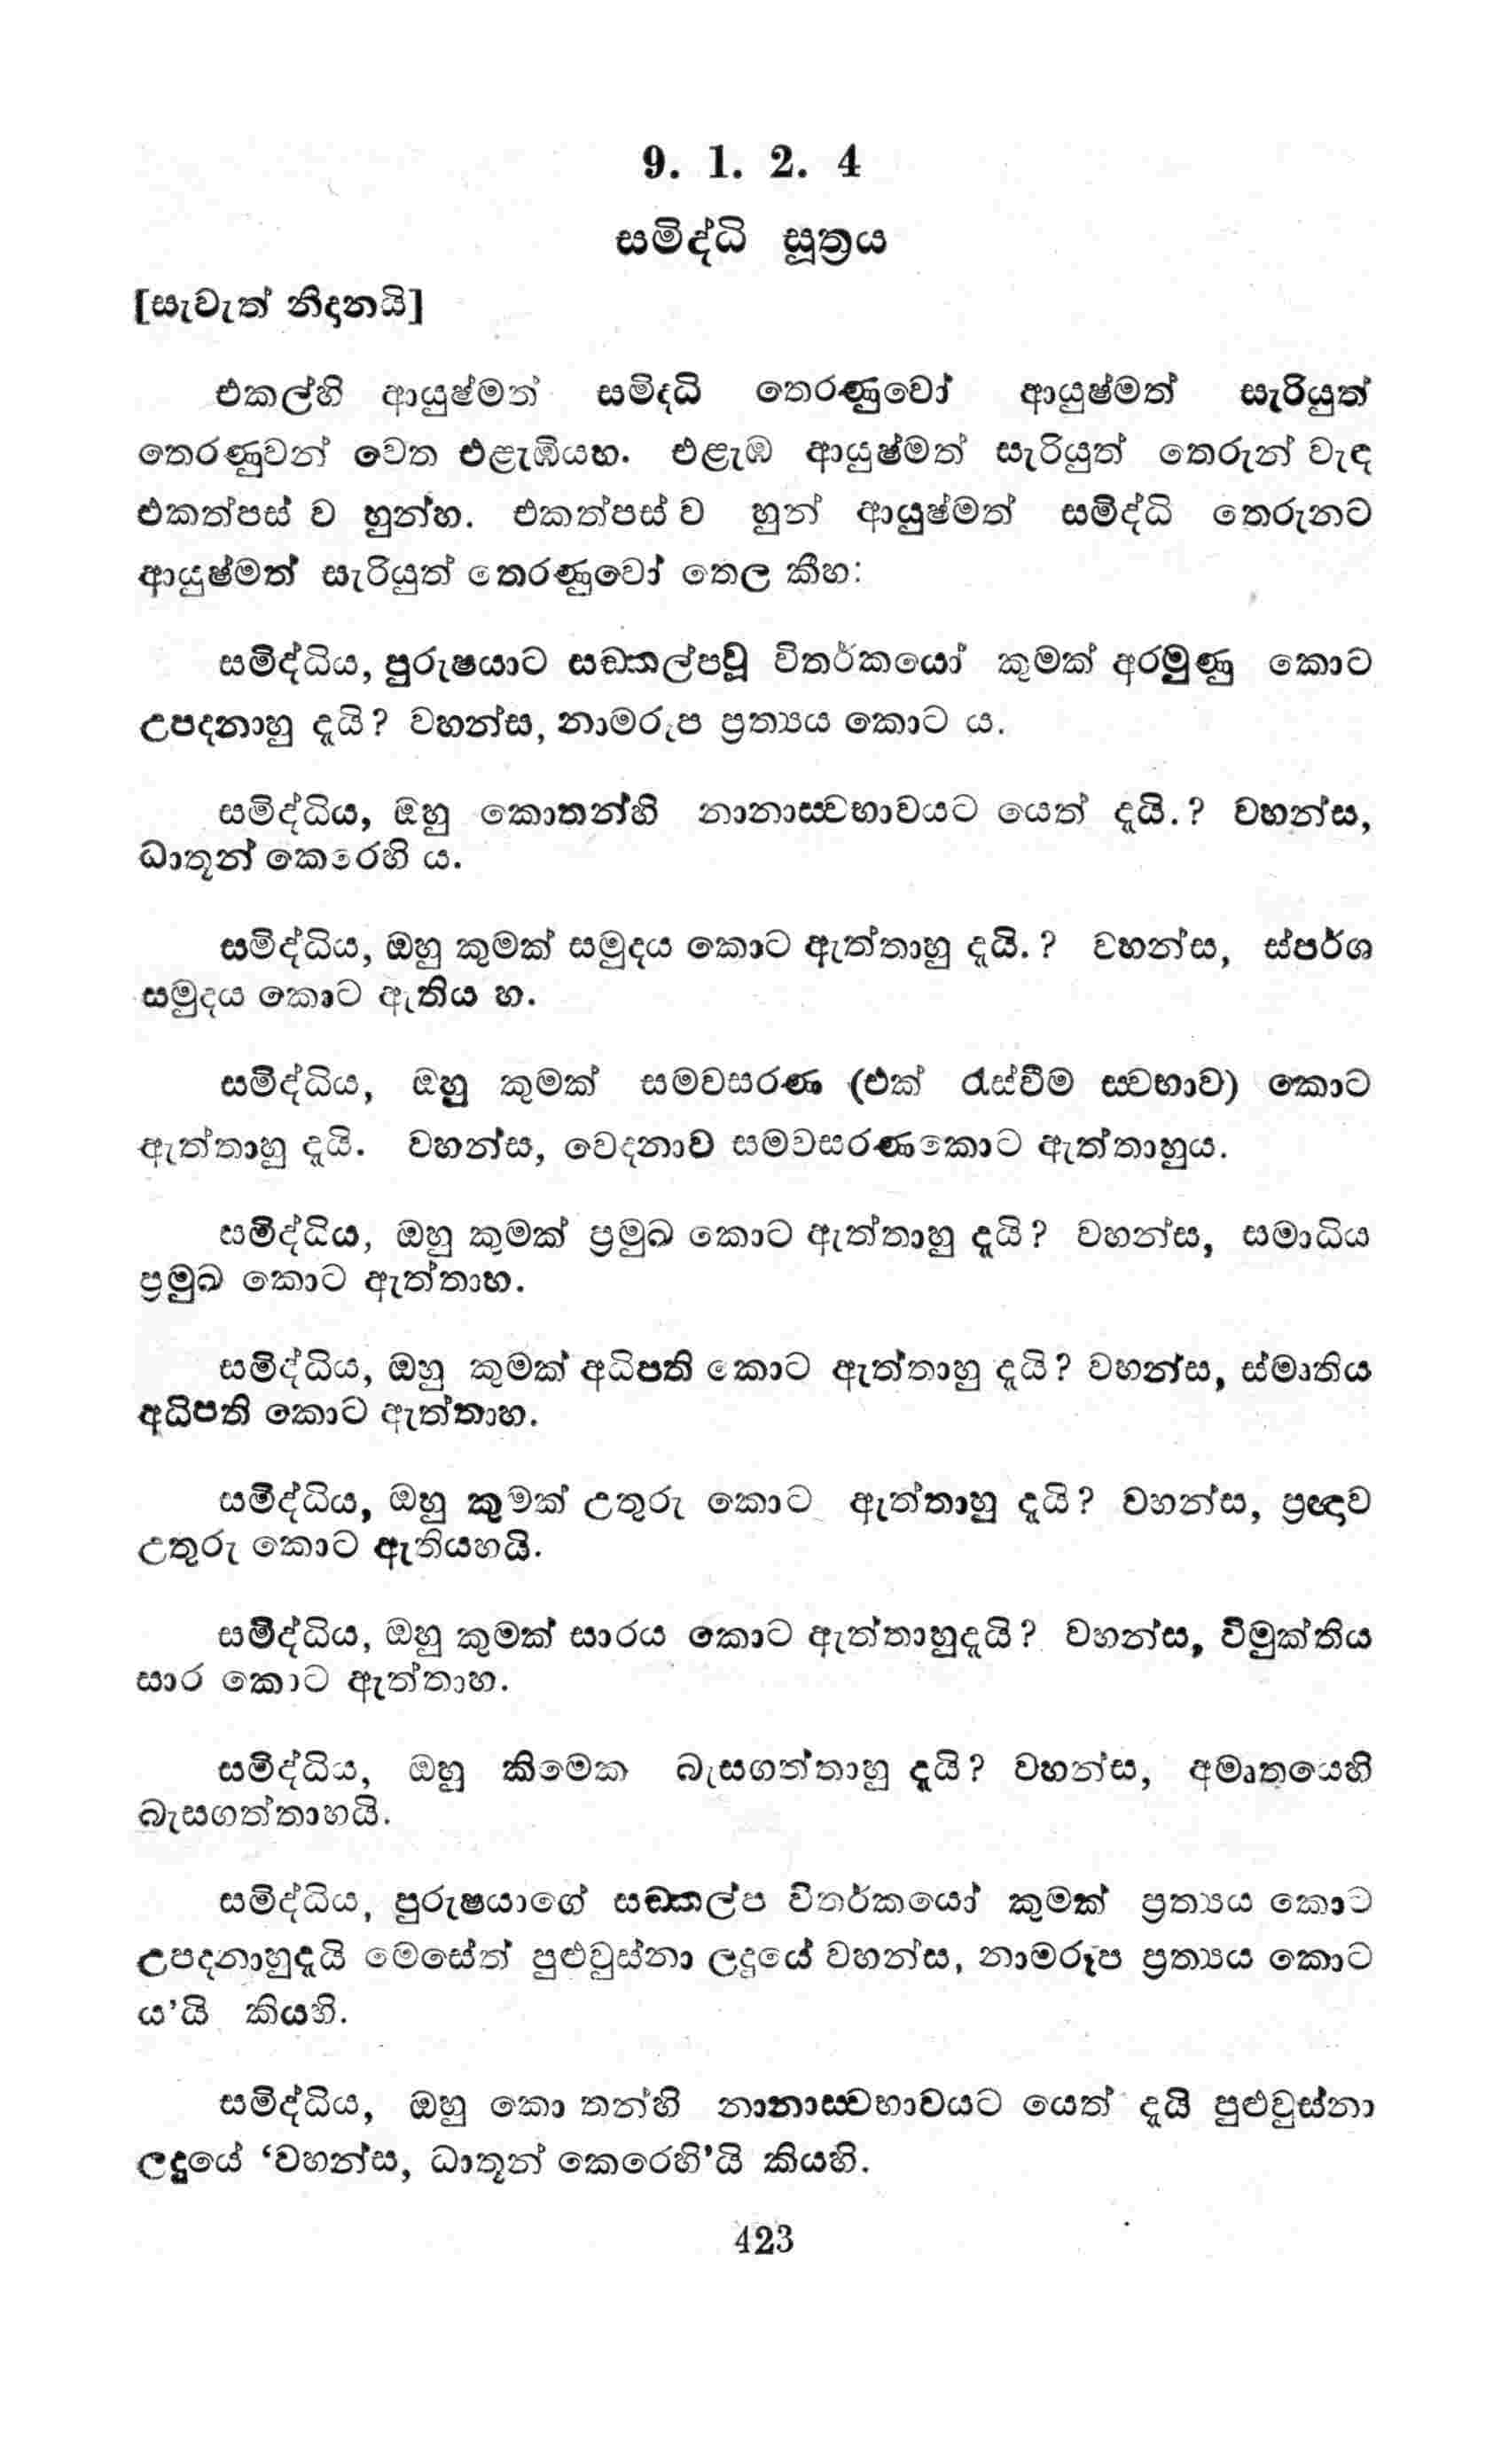 9. 1. 2. 4
සමිද්ධි සූත්‍රය
[සැවැත් නිදානයි]
එකල්හි ආයුෂ්මත් සමිදධි තෙරණුවෝ ආයුෂ්මත් සැරියුත්
තෙරණුවන් වෙත එළැඹියහ. එළැඹ ආයුෂ්මත් සැරියුත් තෙරුන් වැඳ
එකත්පස් ව හුන්හ. එකත්පස් ව හුන් ආයුෂ්මත් සමිද්ධි තෙරුනට
ආයුෂ්මත් සැරියුත් තෙරණුවෝ තෙල කීහ:
සමිද්ධිය, පුරුෂයාට සඞ්කල්පවූ විතර්කයෝ කුමක් අරමුණු කොට
උපදනාහු දැයි? වහන්ස, නාමරූප ප්‍රත්‍යය කොට ය.
සමිද්ධිය, ඔහු කොතන්හි නානාස්වභාවයට යෙත් දැයි.? වහන්ස,
ධාතූන් කෙරෙහි ය.
සමිද්ධිය, ඔහු කුමක් සමුදය කොට ඇත්තාහු දැයි. ? වහන්ස, ස්පර්ශ
සමුදය කොට ඇතිය හ.
සමිද්ධිය, ඔහු කුමක් සමවසරණ (එක් රැස්වීම ස්වභාව) කොට
ඇත්තාහු දැයි. වහන්ස, වෙදනාව සමවසරණකොට ඇත්තාහුය.
සමිද්ධිය, ඔහු කුමක් ප්‍රමුඛ කොට ඇත්තාහු දැයි? වහන්ස, සමාධිය
ප්‍රමුඛ කොට ඇත්තාහ.
සමිද්ධිය, ඔහු කුමක් අධිපති කොට ඇත්තාහු දැයි? වහන්ස, ස්මෘතිය
අධිපති කොට ඇත්තාහ.
සමිද්ධිය, ඔහු කුමක් උතුරු කොට ඇත්තාහු දැයි? වහන්ස, ප්‍රඥාව
උතුරු කොට ඇතියහයි.
සමිද්ධිය, ඔහු කුමක් සාරය කොට ඇත්තාහුදැයි? වහන්ස, විමුක්තිය
සාර කොට ඇත්තාහ.
සමිද්ධිය, ඔහු කිමෙක බැසගත්තාහු දැයි? වහන්ස, අමෘතයෙහි
බැසගත්තාහයි.
සමිද්ධිය, පුරුෂයාගේ සඞ්කල්ප විතර්කයෝ කුමක් ප්‍රත්‍යය කොට
උපදනාහුදැයි මෙසේත් පුළුවුස්නා ලදුයේ වහන්ස, නාමරූප ප්‍රත්‍යය කොට
ය'යි කියහි.
සමිද්ධිය, ඔහු කො තන්හි නානාස්වභාවයට යෙත් දැයි පුළුවුස්නා
ලදුයේ ‘වහන්ස, ධාතූන් කෙරෙහි’යි කියහි.
423